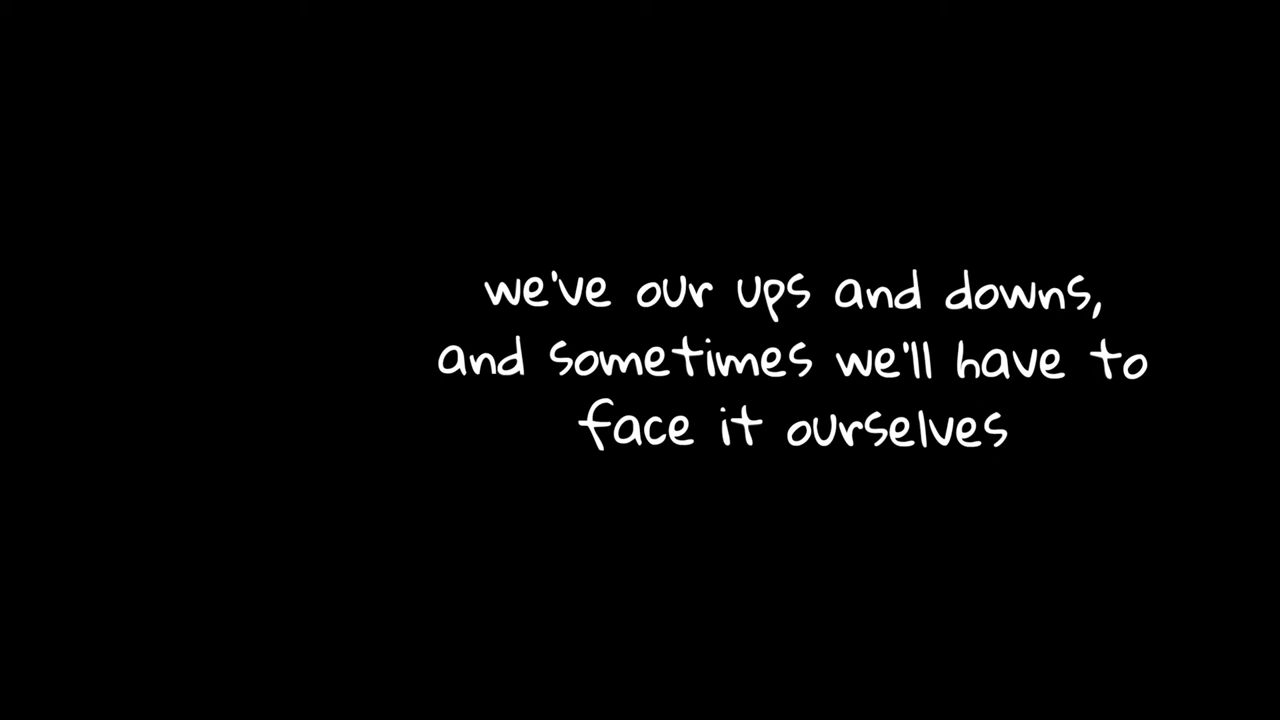 we've our ups and downs,
and sometimes we'll have to
face it ourselves